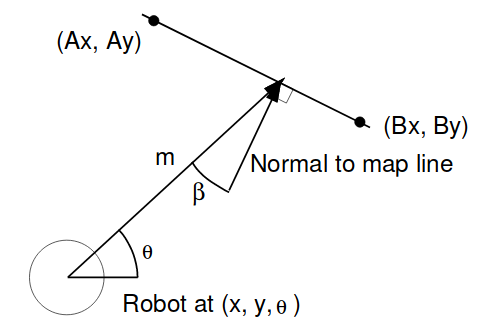 (Ax, Ay)
(Bx, By)
m
Normal to map line
β
θ
Robot at (x, y, θ )